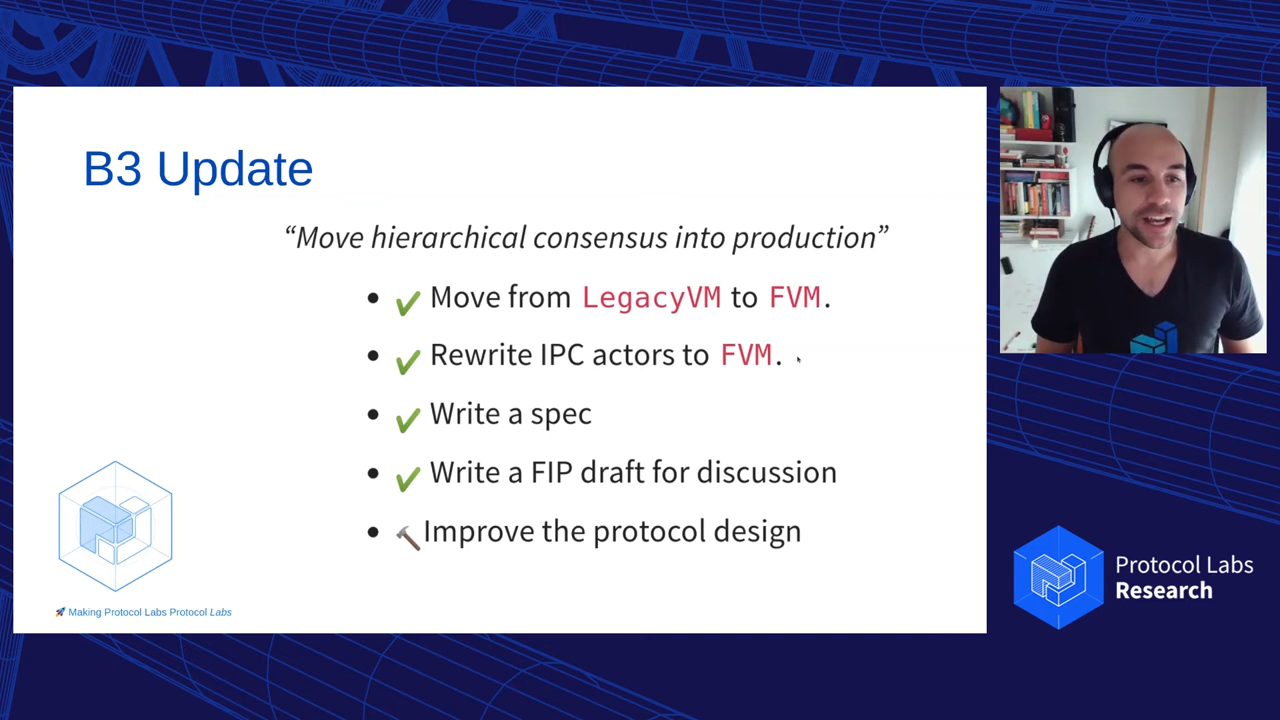 B3 Update
“Move hierarchical consensus into production”
• ✔ Move from LegacyVM to FVM.
• ✔ Rewrite IPC actors to FVM.
• ✔ Write a spec
• ✔ Write a FIP draft for discussion
• 🔨 Improve the protocol design
🚀 Making Protocol Labs Protocol Labs
Protocol Labs
Research